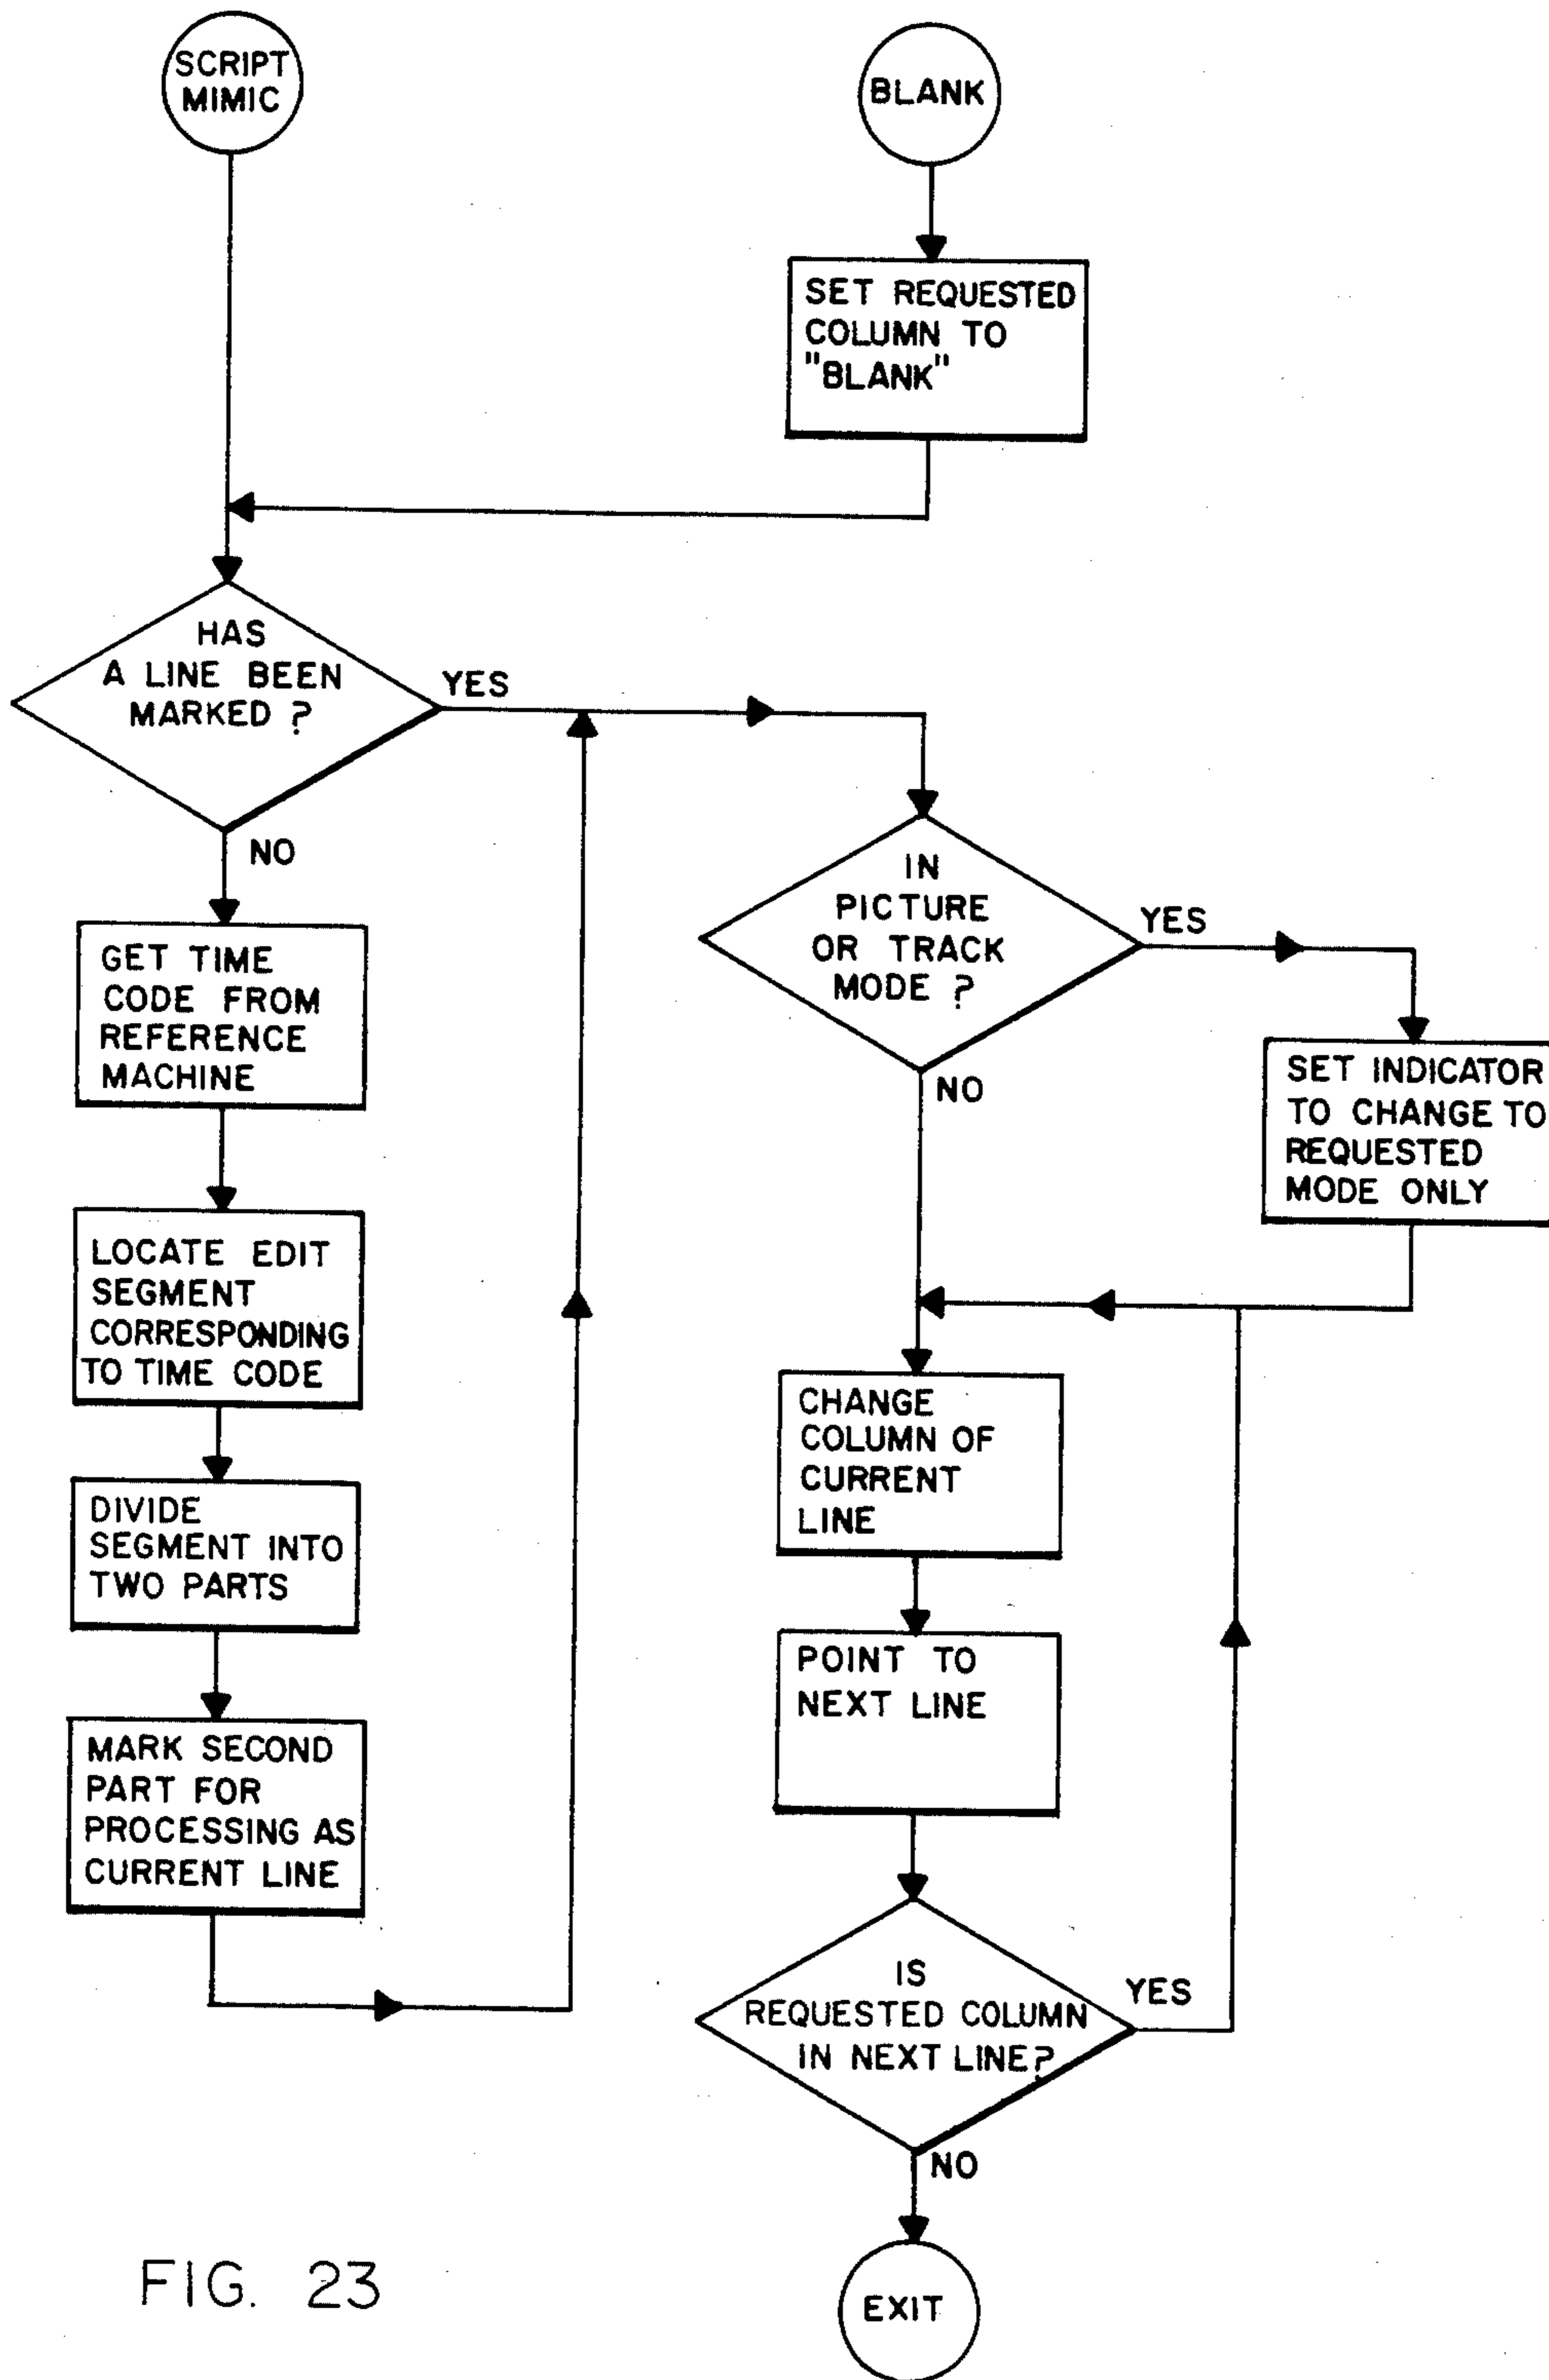 SCRIPT
MIMIC
BLANK
SET REQUESTED
COLUMN TO
"BLANK"
HAS
A LINE BEEN
MARKED ?
YES
NO
GET TIME
CODE FROM
REFERENCE
MACHINE
LOCATE EDIT
SEGMENT
CORRESPONDING
TO TIME CODE
DIVIDE
SEGMENT INTO
TWO PARTS
MARK SECOND
PART FOR
PROCESSING AS
CURRENT LINE
IN
PICTURE
OR TRACK
MODE ?
YES
NO
SET INDICATOR
TO CHANGE TO
REQUESTED
MODE ONLY
CHANGE
COLUMN OF
CURRENT
LINE
POINT TO
NEXT LINE
IS
REQUESTED COLUMN
IN NEXT LINE?
YES
NO
EXIT
FIG. 23